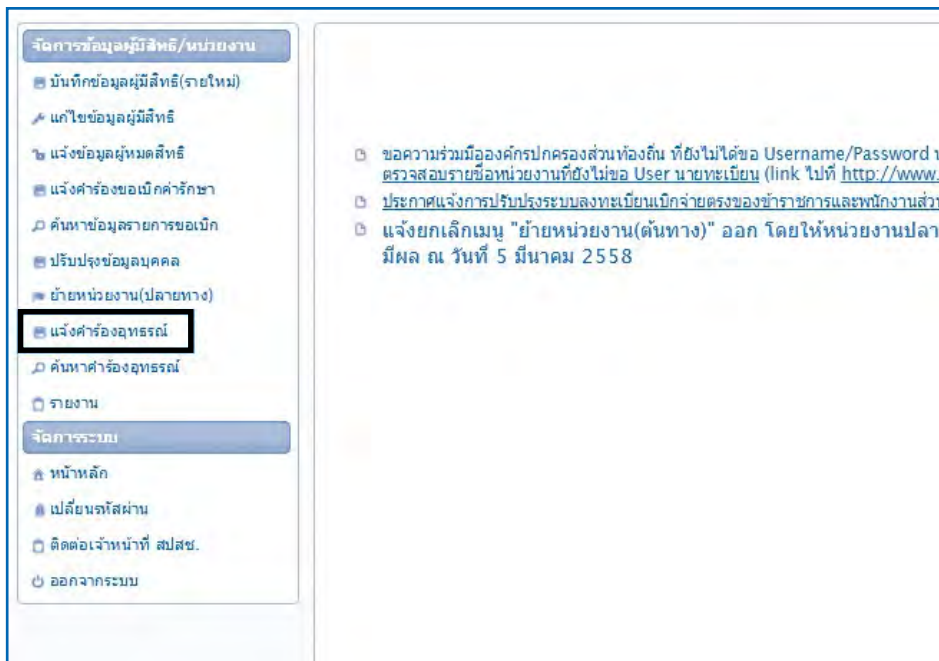 จัดการข้อมูลผู้มีสิทธิ/หน่วยงาน
บันทึกข้อมูลผู้มีสิทธิ(รายใหม่)
แก้ไขข้อมูลผู้มีสิทธิ
แจ้งข้อมูลผู้หมดสิทธิ
แจ้งคำร้องขอเบิกค่ารักษา
ค้นหาข้อมูลรายการขอเบิก
ปรับปรุงข้อมูลบุคคล
ย้ายหน่วยงาน(ปลายทาง)
แจ้งคำร้องอุทธรณ์
ค้นหาคำร้องอุทธรณ์
รายงาน
จัดการระบบ
หน้าหลัก
เปลี่ยนรหัสผ่าน
ติดต่อเจ้าหน้าที่ สปสช.
ออกจากระบบ
ขอความร่วมมือองค์กรปกครองส่วนท้องถิ่น ที่ยังไม่ได้ขอ Username/Password
ตรวจสอบรายชื่อหน่วยงานที่ยังไม่ขอ User นายทะเบียน (link ไปที่ http://www.
ประกาศแจ้งการปรับปรุงระบบลงทะเบียนเบิกจ่ายตรงของข้าราชการและพนักงานส่ว
แจ้งยกเลิกเมนู "ย้ายหน่วยงาน(ต้นทาง)" ออก โดยให้หน่วยงานปลา
มีผล ณ วันที่ 5 มีนาคม 2558